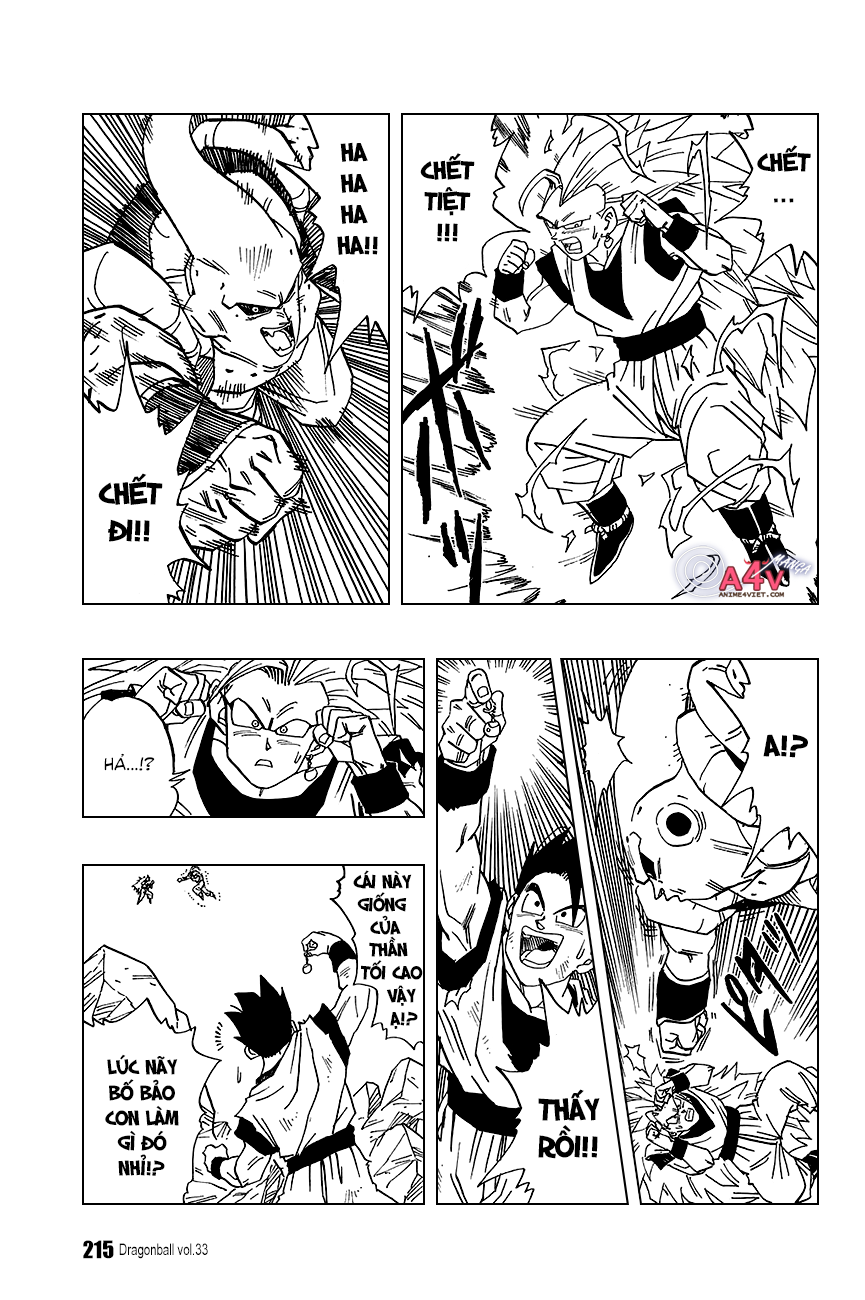 CHẾT
...
CHẾT
TIỆT
!!!
HA
HA
HA
HA!!
CHẾT
ĐI!!
A4V
MANGA
ANIME4VIET.COM
A!?
THẤY
RỒI!!
HẢ...!?
CÁI NÀY
GIỐNG
CỦA
THẦN
TỐI CAO
VẬY
Ạ!?
LÚC NÃY
BỐ BẢO
CON LÀM
GÌ ĐÓ
NHỈ!?
215 Dragonball vol.33